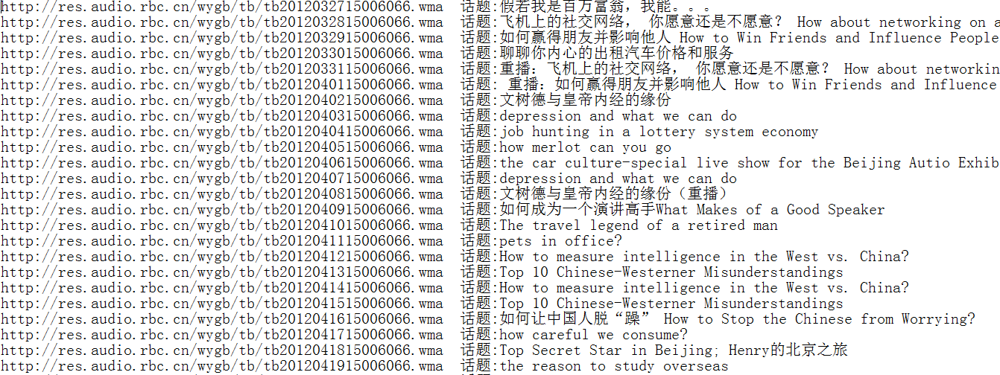 http://res.audio.rbc.cn/wygb/tb/tb2012032715006066.wma 话题:假若我是百万富翁，我能。。。
http://res.audio.rbc.cn/wygb/tb/tb2012032815006066.wma 话题:飞机上的社交网络， 你愿意还是不愿意？ How about networking on a
http://res.audio.rbc.cn/wygb/tb/tb2012032915006066.wma 话题:如何赢得朋友并影响他人 How to Win Friends and Influence People
http://res.audio.rbc.cn/wygb/tb/tb2012033015006066.wma 话题:聊聊你内心的出租汽车价格和服务
http://res.audio.rbc.cn/wygb/tb/tb2012033115006066.wma 话题:重播：飞机上的社交网络， 你愿意还是不愿意？ How about networkin
http://res.audio.rbc.cn/wygb/tb/tb2012040115006066.wma 话题: 重播：如何赢得朋友并影响他人 How to Win Friends and Influence
http://res.audio.rbc.cn/wygb/tb/tb2012040215006066.wma 话题:文树德与皇帝内经的缘份
http://res.audio.rbc.cn/wygb/tb/tb2012040315006066.wma 话题:depression and what we can do
http://res.audio.rbc.cn/wygb/tb/tb2012040415006066.wma 话题:job hunting in a lottery system economy
http://res.audio.rbc.cn/wygb/tb/tb2012040515006066.wma 话题:how merlot can you go
http://res.audio.rbc.cn/wygb/tb/tb2012040615006066.wma 话题:the car culture-special live show for the Beijing Autio Exhib
http://res.audio.rbc.cn/wygb/tb/tb2012040715006066.wma 话题:depression and what we can do
http://res.audio.rbc.cn/wygb/tb/tb2012040815006066.wma 话题:文树德与皇帝内经的缘份（重播）
http://res.audio.rbc.cn/wygb/tb/tb2012040915006066.wma 话题:如何成为一个演讲高手What Makes of a Good Speaker
http://res.audio.rbc.cn/wygb/tb/tb2012041015006066.wma 话题:The travel legend of a retired man
http://res.audio.rbc.cn/wygb/tb/tb2012041115006066.wma 话题:pets in office?
http://res.audio.rbc.cn/wygb/tb/tb2012041215006066.wma 话题:How to measure intelligence in the West vs. China?
http://res.audio.rbc.cn/wygb/tb/tb2012041315006066.wma 话题:Top 10 Chinese-Westerner Misunderstandings
http://res.audio.rbc.cn/wygb/tb/tb2012041415006066.wma 话题:How to measure intelligence in the West vs. China?
http://res.audio.rbc.cn/wygb/tb/tb2012041515006066.wma 话题:Top 10 Chinese-Westerner Misunderstandings
http://res.audio.rbc.cn/wygb/tb/tb2012041615006066.wma 话题:如何让中国人脱“躁” How to Stop the Chinese from Worrying?
http://res.audio.rbc.cn/wygb/tb/tb2012041715006066.wma 话题:how careful we consume?
http://res.audio.rbc.cn/wygb/tb/tb2012041815006066.wma 话题:Top Secret Star in Beijing; Henry的北京之旅
http://res.audio.rbc.cn/wygb/tb/tb2012041915006066.wma 话题:the reason to study overseas